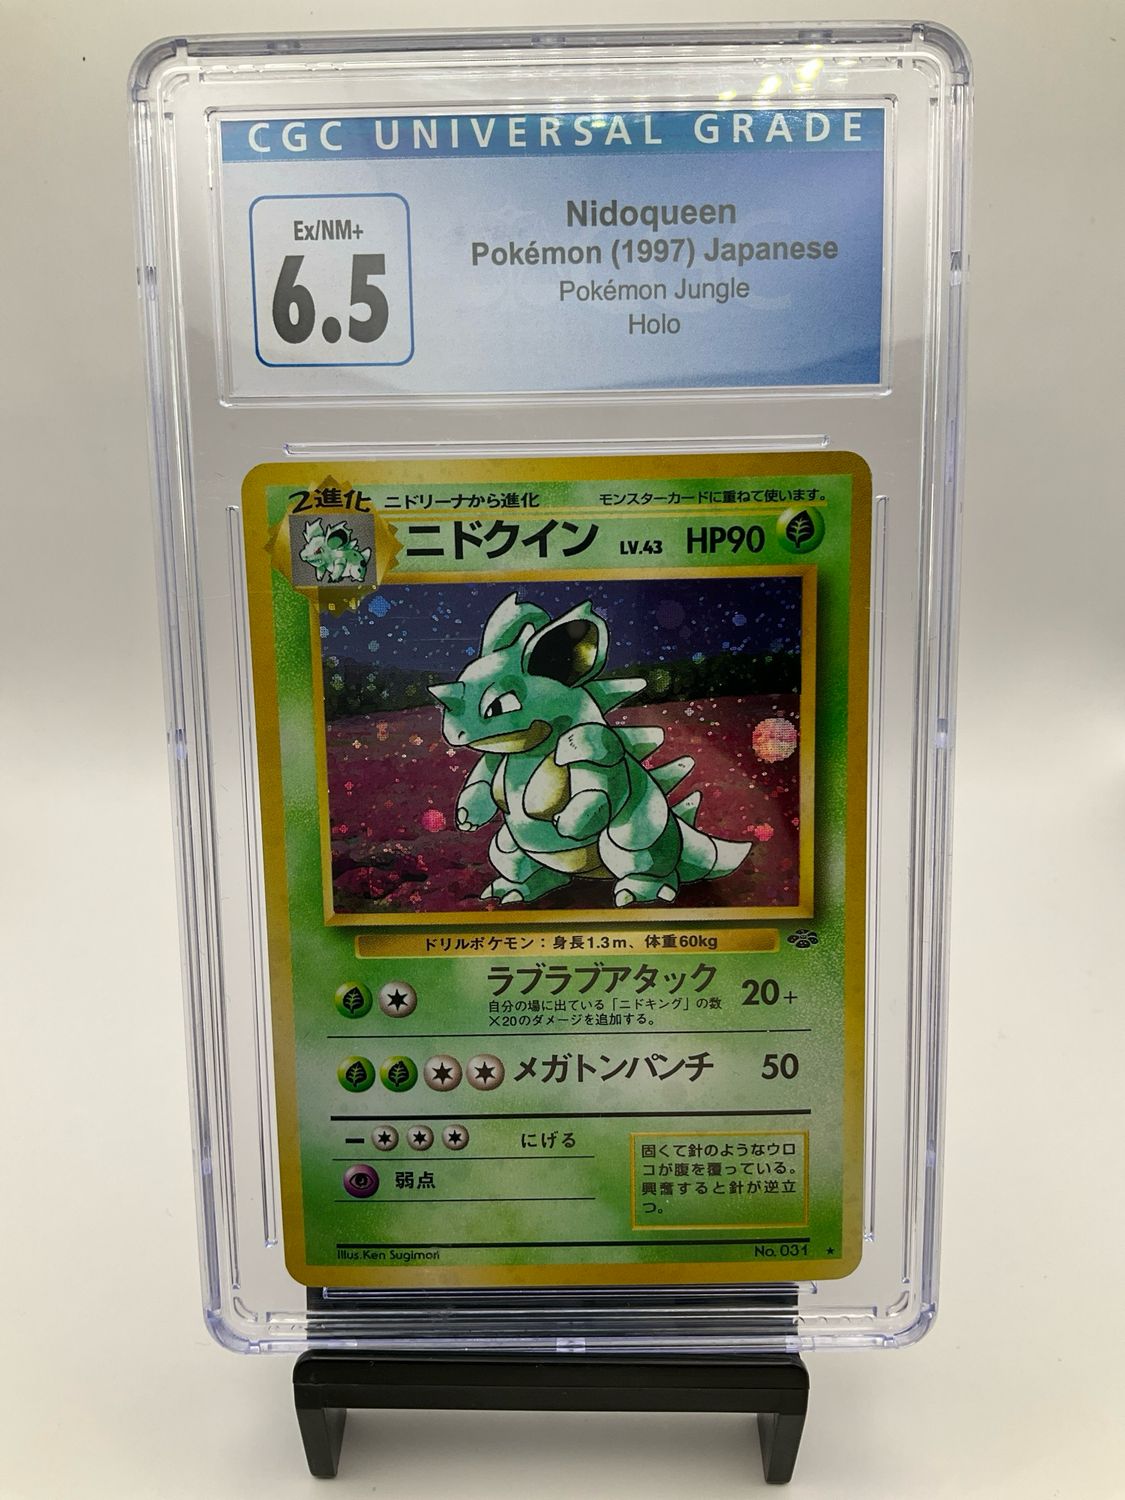 CGC UNIVERSAL GRADE
Ex/NM+
6.5
Nidoqueen
Pokémon (1997) Japanese
Pokémon Jungle
Holo
2進化 ニドリーナから進化 モンスターカードに重ねて使います。
ニドクイン LV.43 HP90
ドリルポケモン：身長1.3m、体重60kg
ラブラブアタック 20+
自分の場に出ている「ニドキング」の数
×20のダメージを追加する。
メガトンパンチ 50
ー にげる
弱点
固くて針のようなウロ
コが腹を覆っている。
興奮すると針が逆立
つ。
Illus.Ken Sugimori No.031 ★